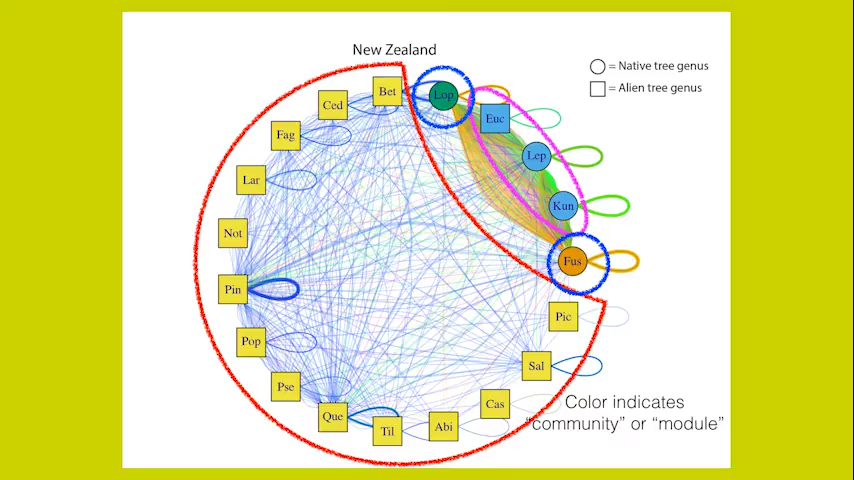 New Zealand
= Native tree genus
= Alien tree genus
Bet
Lop
Ced
Euc
Fag
Lep
Lar
Kun
Not
Fus
Pin
Pic
Pop
Sal
Pse
Cas
Que
Til
Abi
Color indicates
“community” or “module”